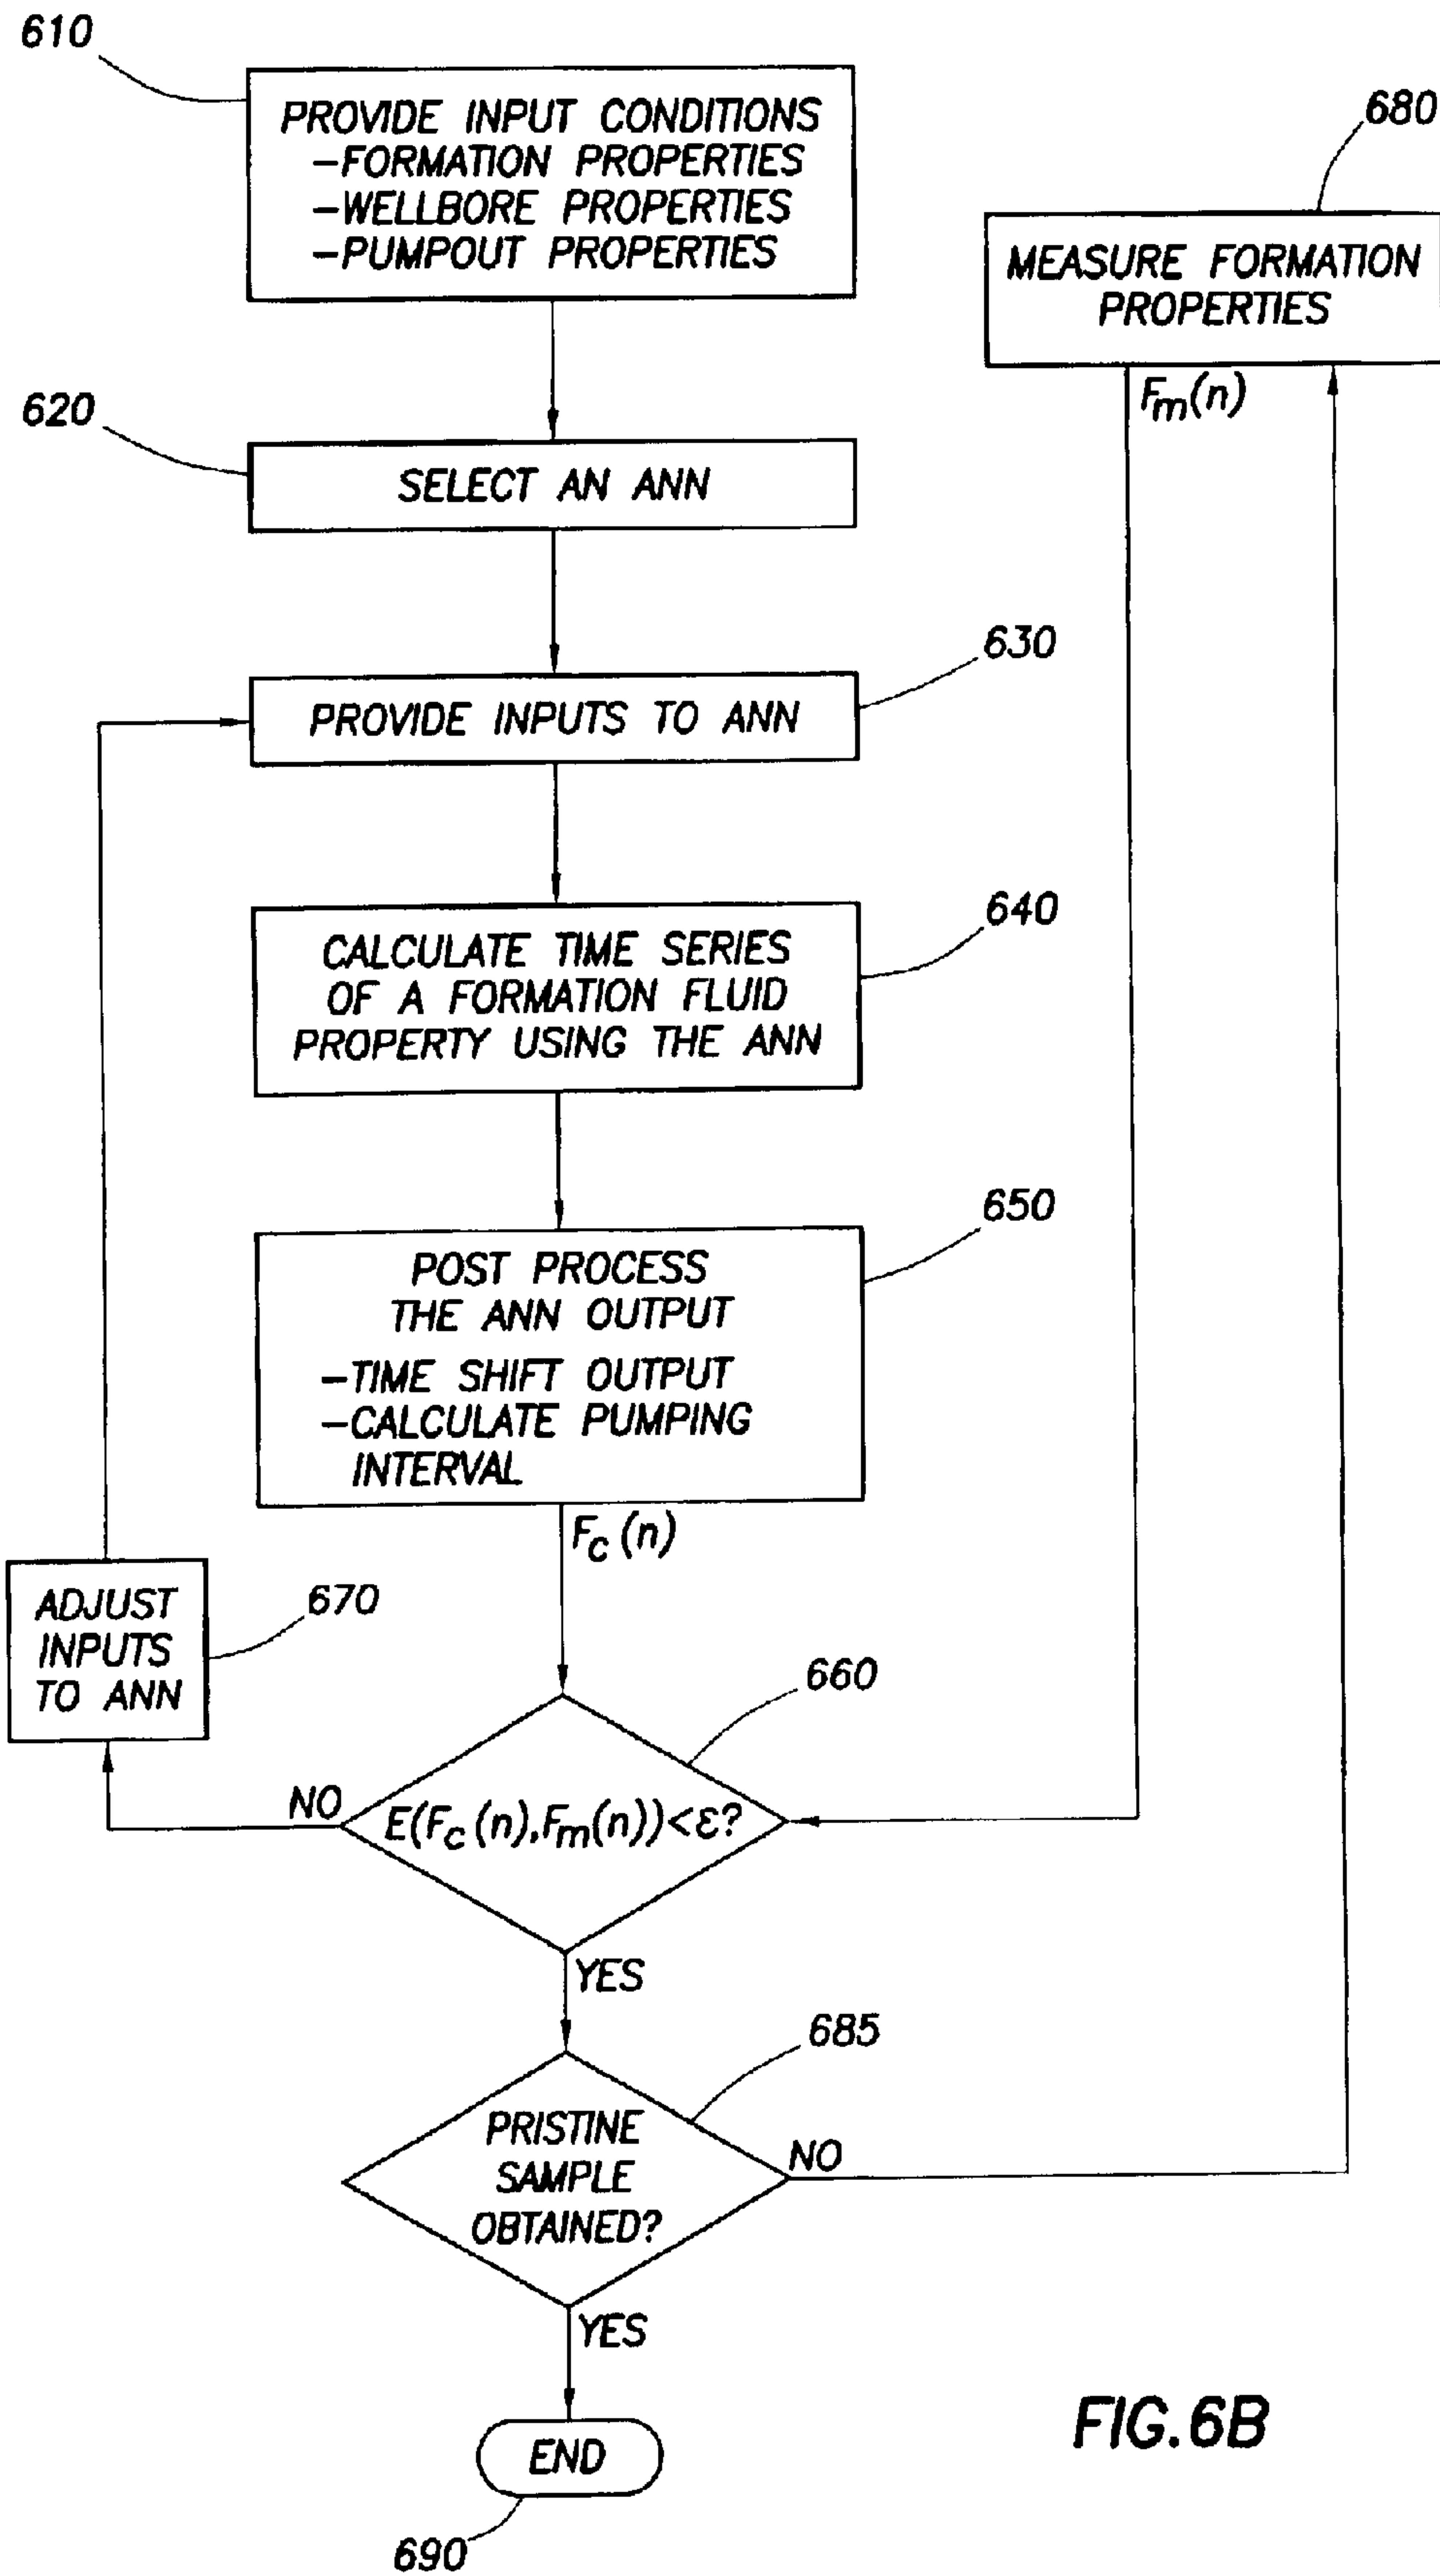 610
PROVIDE INPUT CONDITIONS
-FORMATION PROPERTIES
-WELLBORE PROPERTIES
-PUMPOUT PROPERTIES
680
MEASURE FORMATION
PROPERTIES
Fm(n)
620
SELECT AN ANN
630
PROVIDE INPUTS TO ANN
640
CALCULATE TIME SERIES
OF A FORMATION FLUID
PROPERTY USING THE ANN
650
POST PROCESS
THE ANN OUTPUT
-TIME SHIFT OUTPUT
-CALCULATE PUMPING
INTERVAL
Fc(n)
ADJUST
INPUTS
TO ANN
670
660
NO
E(Fc(n),Fm(n))<ε?
YES
685
PRISTINE
SAMPLE
OBTAINED?
NO
YES
END
690
FIG.6B